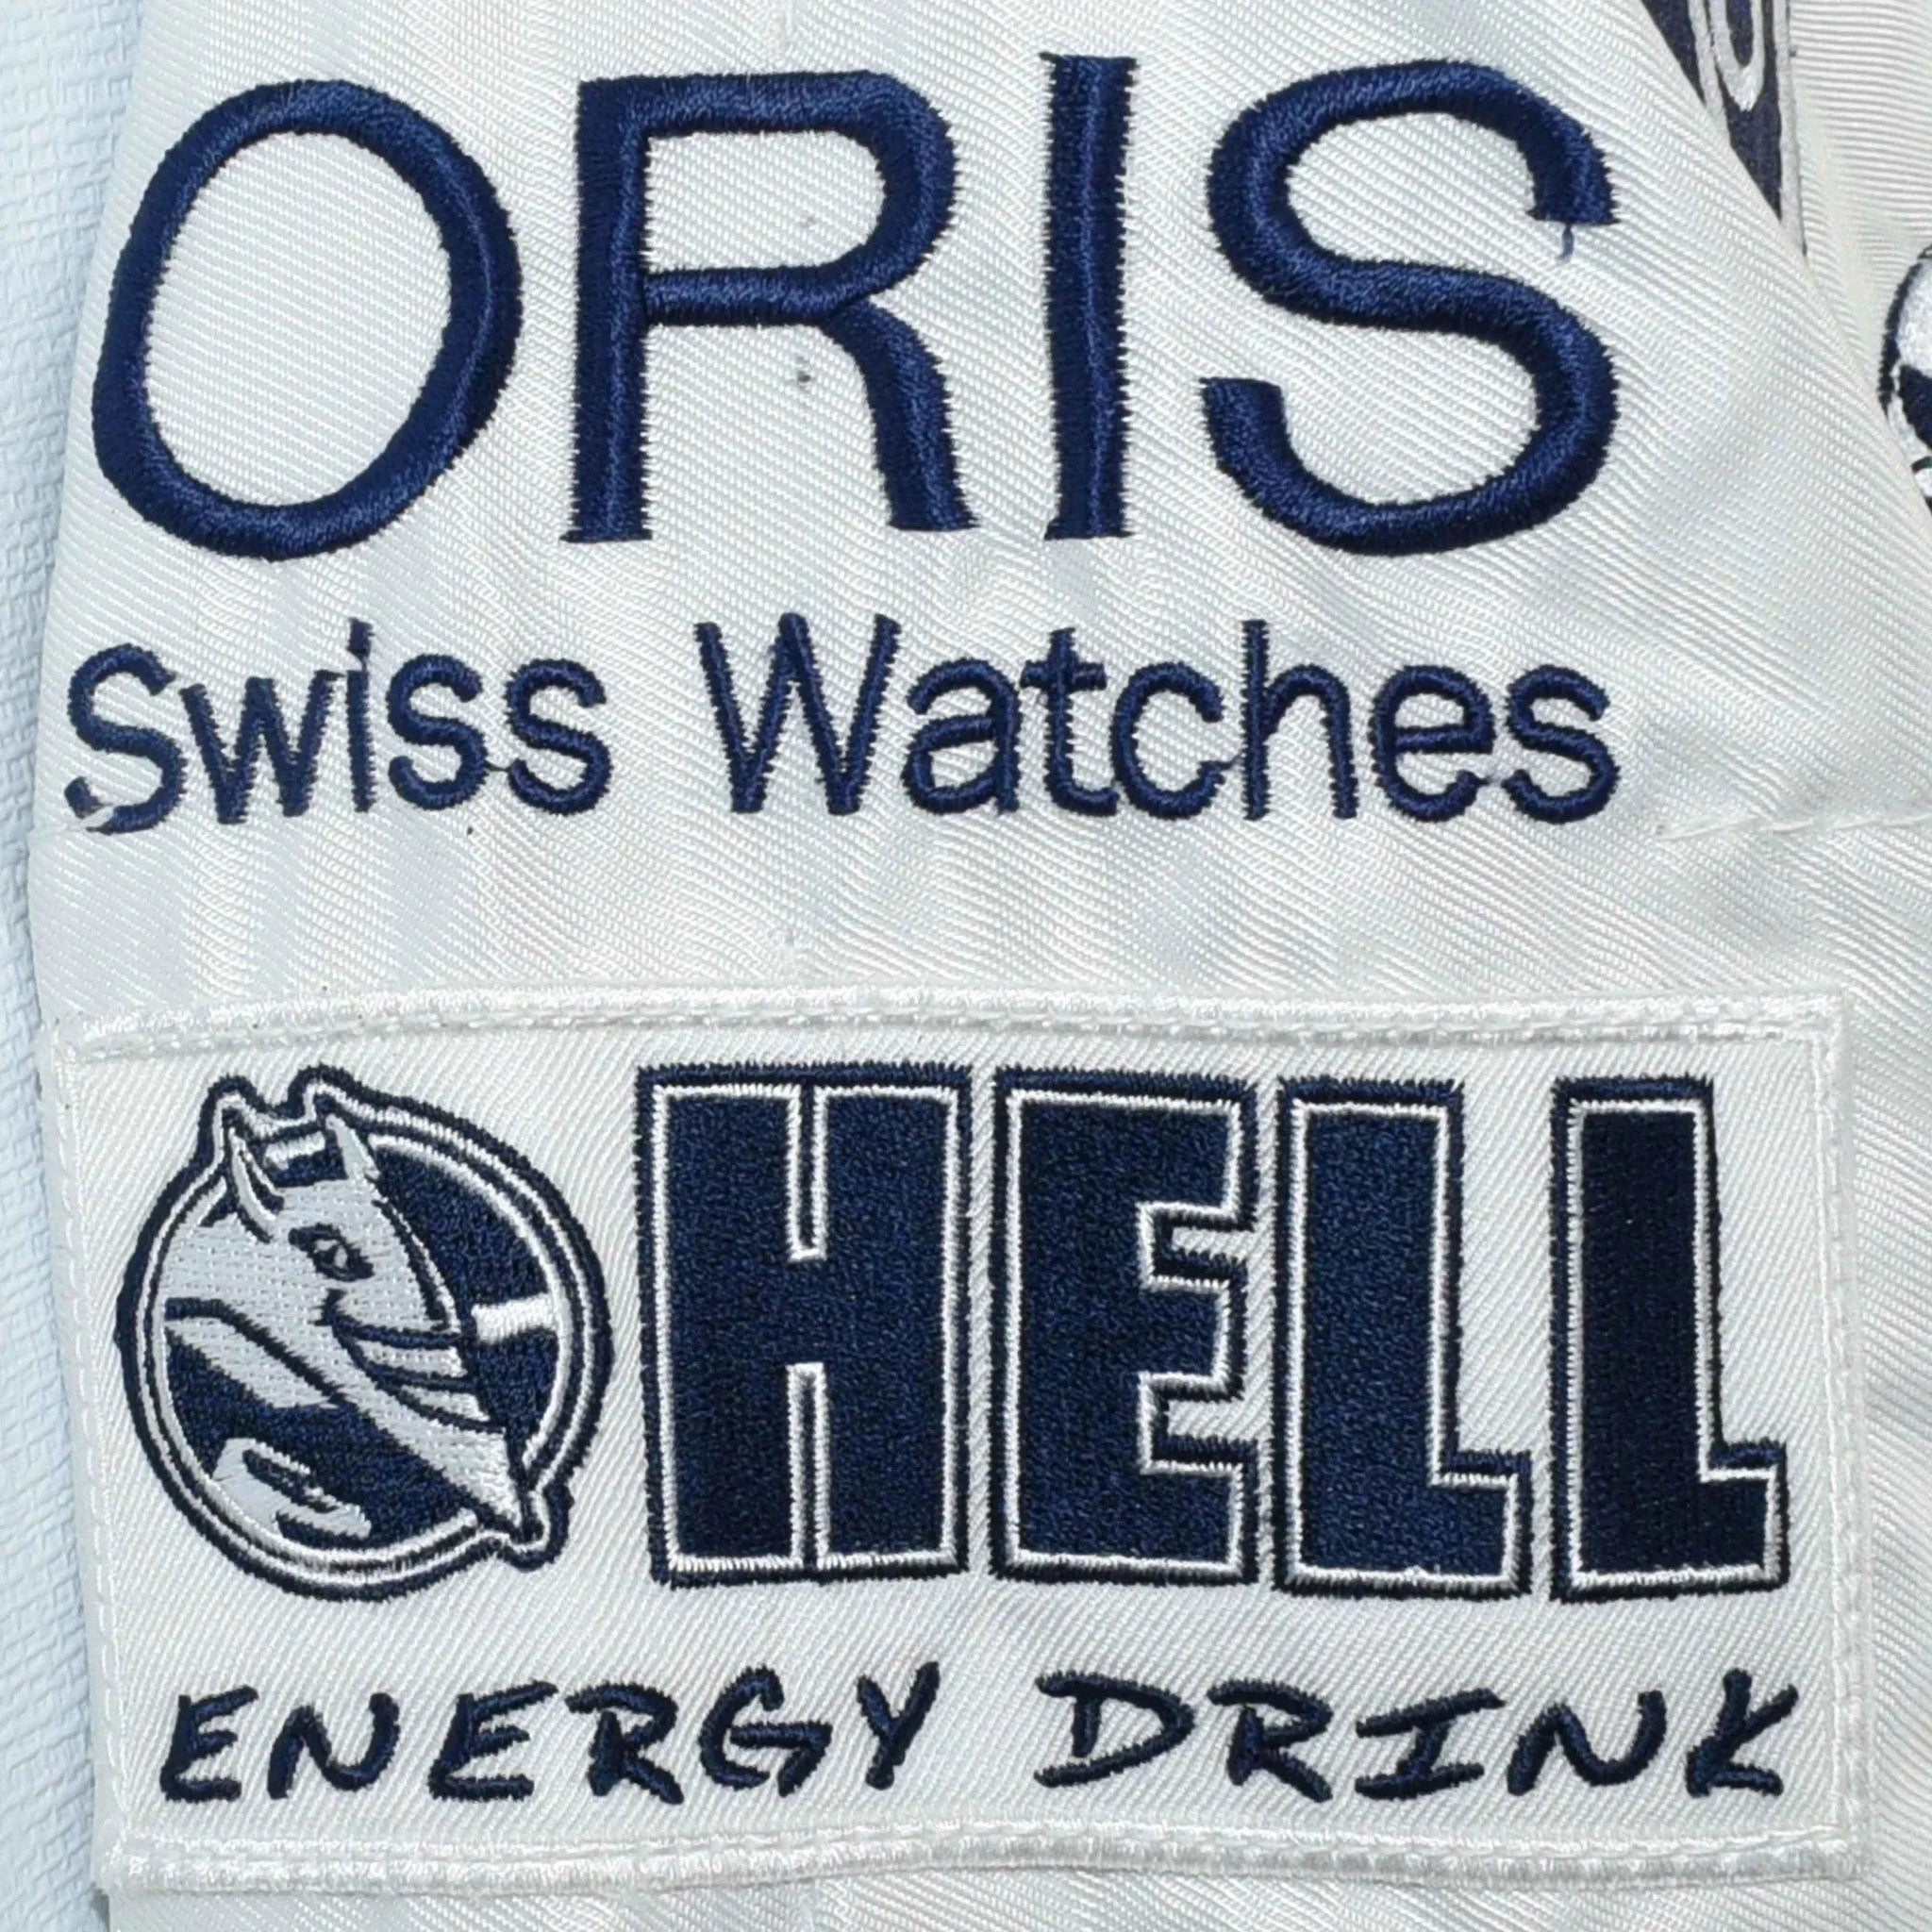 ORIS
Swiss Watches
HELL
ENERGY DRINK